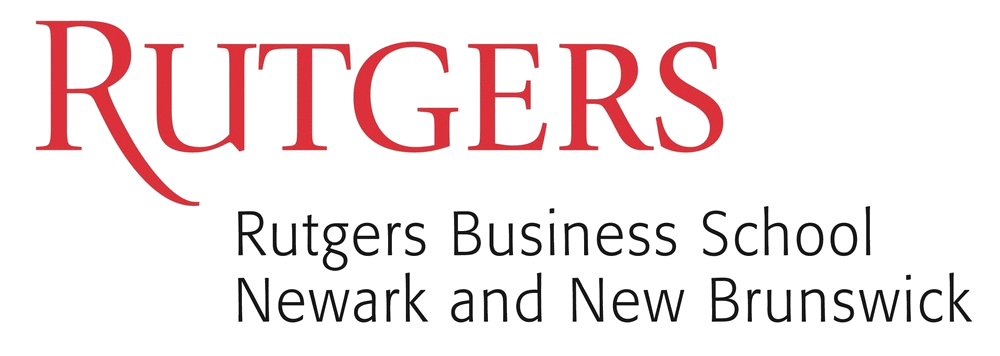 RUTGERS
Rutgers Business School
Newark and New Brunswick